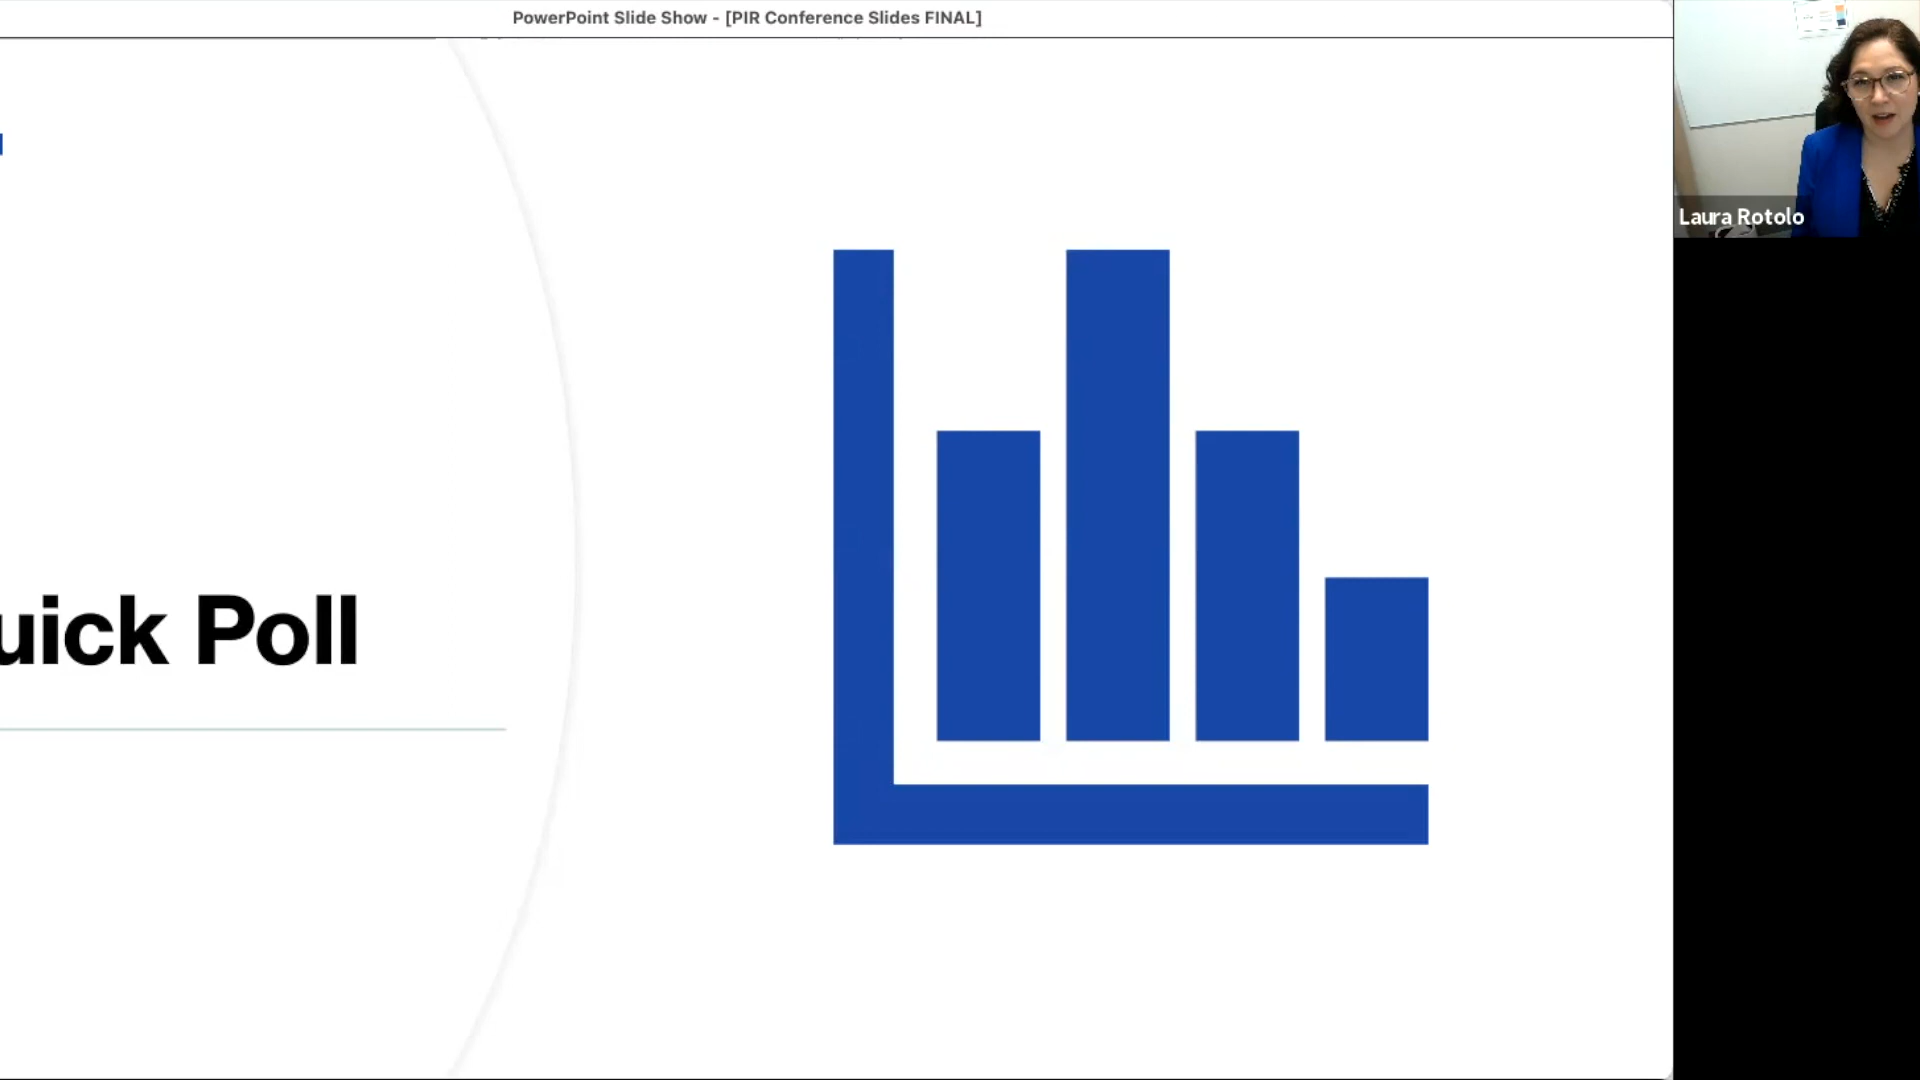 PowerPoint Slide Show - [PIR Conference Slides FINAL]
Laura Rotolo
uick Poll